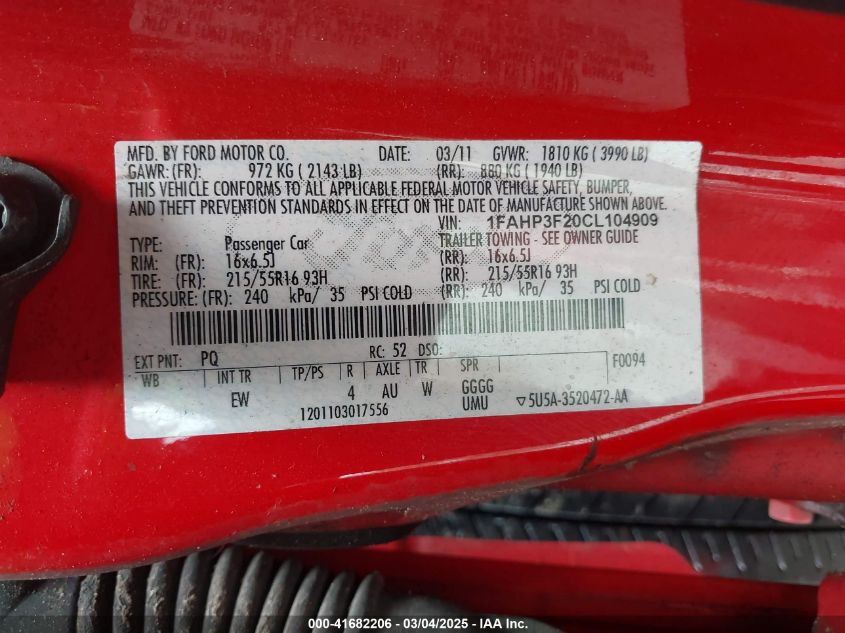 MFD. BY FORD MOTOR CO. DATE: 03/11 GVWR: 1810 KG ( 3990 LB)
GAWR: (FR): 972 KG ( 2143 LB) (RR): 880 KG ( 1940 LB)
THIS VEHICLE CONFORMS TO ALL APPLICABLE FEDERAL MOTOR VEHICLE SAFETY, BUMPER,
AND THEFT PREVENTION STANDARDS IN EFFECT ON THE DATE OF MANUFACTURE SHOWN ABOVE.
VIN: 1FAHP3F20CL104909
TYPE: Passenger Car TRAILER TOWING - SEE OWNER GUIDE
RIM: (FR): 16x6.5J (RR): 16x6.5J
TIRE: (FR): 215/55R16 93H (RR): 215/55R16 93H
PRESSURE: (FR): 240 kPa/ 35 PSI COLD (RR): 240 kPa/ 35 PSI COLD
EXT PNT: PQ RC: 52 DSO: F0094
WB INT TR TP/PS R AXLE TR SPR
EW 4 AU W GGGG
1201103017556 UMU ▽5U5A-3520472-AA
©️ 000-41682206 - 03/04/2025 - IAA Inc.